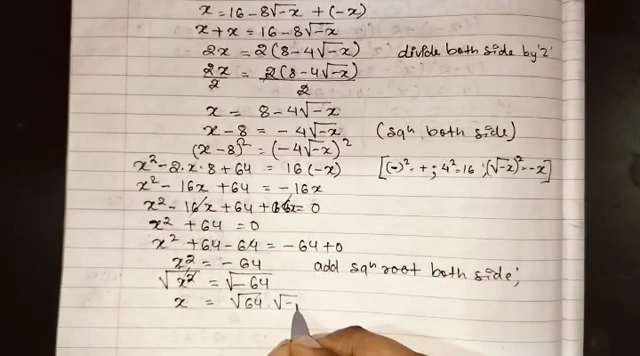 x = 16 - 8√-x + (-x)
x + x = 16 - 8√-x
2x = 2(8 - 4√-x) divide both side by '2'
2x/2 = 2(8 - 4√-x)/2
x = 8 - 4√-x
x - 8 = - 4√-x (sqr both side)
(x - 8)² = (-4√-x)²
x² - 2.x.8 + 64 = 16(-x) [(-)² = +; 4² = 16; (√-x)² = -x]
x² - 16x + 64 = -16x
x² - 16x + 64 + 16x = 0
x² + 64 = 0
x² + 64 - 64 = -64 + 0
x² = -64 add sqr root both side;
√x² = √-64
x = √64 . √-